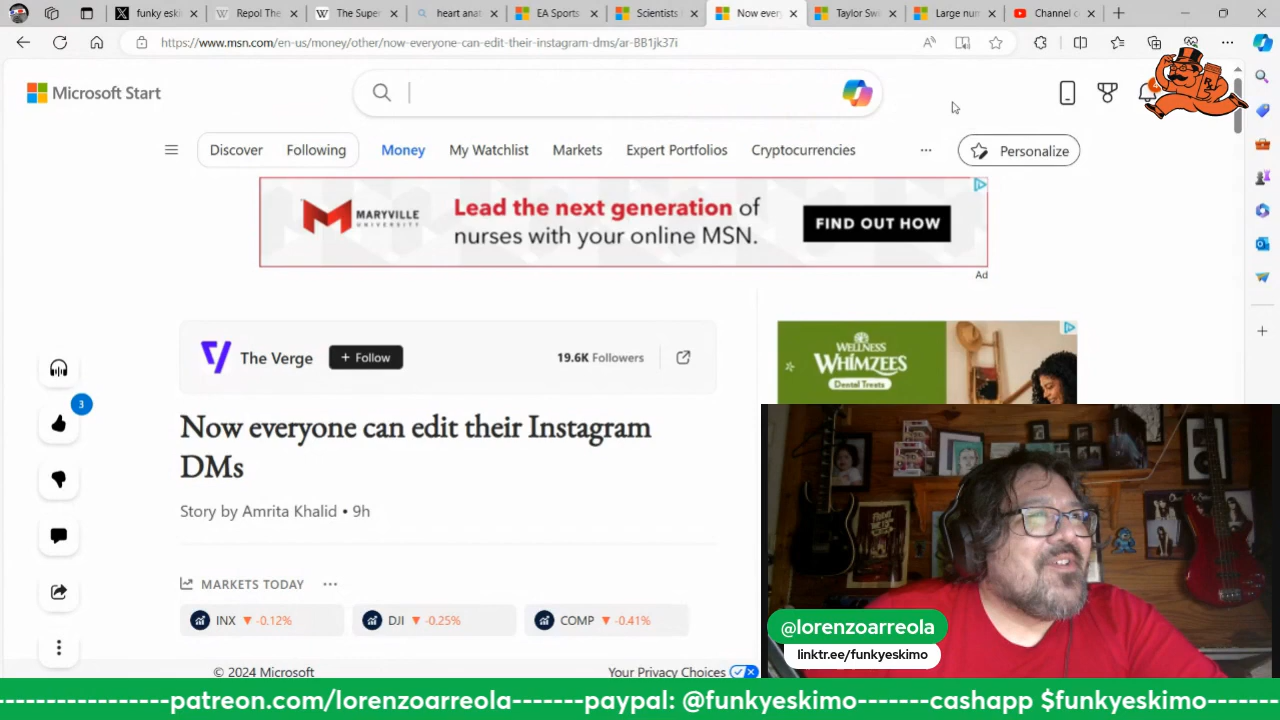 funky eski
Repol The
The Super
heart anat
EA Sports
Scientists
Now every
Taylor Swi
Large num
Channel co
https://www.msn.com/en-us/money/other/now-everyone-can-edit-their-instagram-dms/ar-BB1jk37i
Microsoft Start
Discover
Following
Money
My Watchlist
Markets
Expert Portfolios
Cryptocurrencies
Personalize
MARYVILLE
UNIVERSITY
Lead the next generation of
nurses with your online MSN.
FIND OUT HOW
Ad
The Verge
+ Follow
19.6K Followers
WELLNESS
WHIMZEES
Dental Treats
3
Now everyone can edit their Instagram
DMs
Story by Amrita Khalid • 9h
MARKETS TODAY
INX ▼ -0.12%
DJI ▼ -0.25%
COMP ▼ -0.41%
© 2024 Microsoft
Your Privacy Choices
@lorenzoarreola
linktr.ee/funkyeskimo
-----------------patreon.com/lorenzoarreola-------paypal: @funkyeskimo-------cashapp $funkyeskimo-------